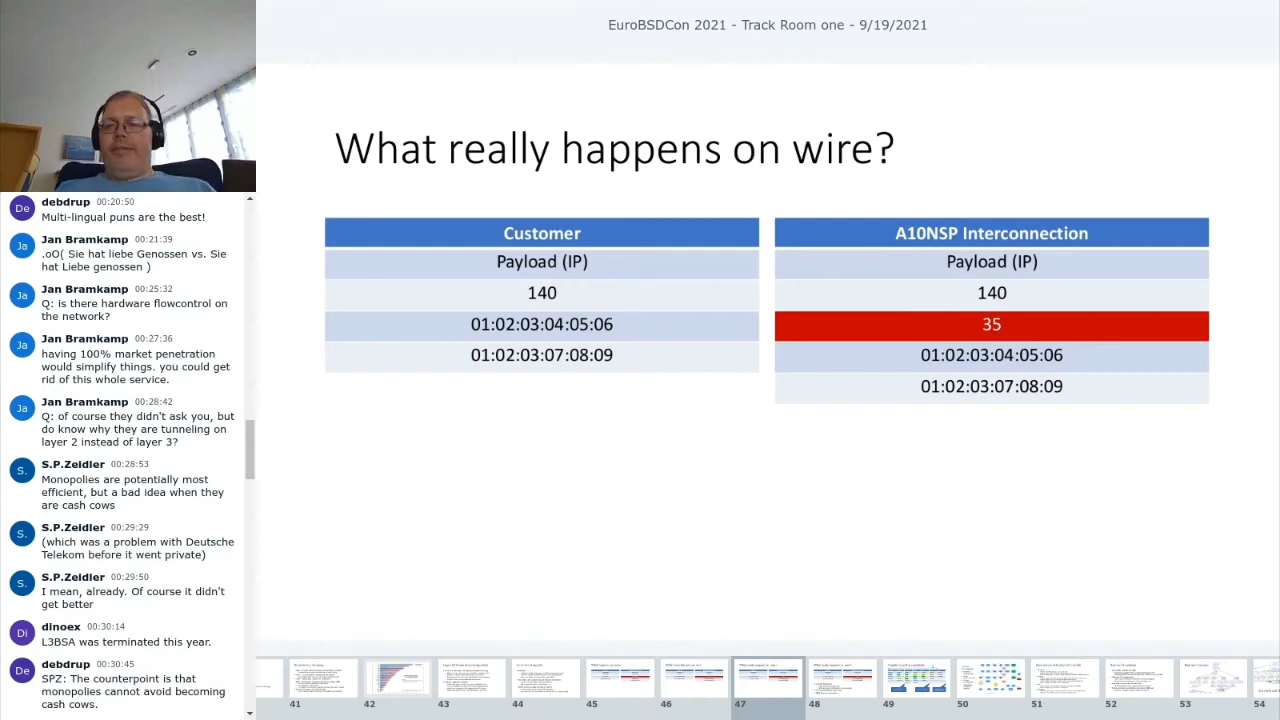 EuroBSDCon 2021 - Track Room one - 9/19/2021
What really happens on wire?
Customer
Payload (IP)
140
01:02:03:04:05:06
01:02:03:07:08:09
A10NSP Interconnection
Payload (IP)
140
35
01:02:03:04:05:06
01:02:03:07:08:09
De
debdrup 00:20:50
Multi-lingual puns are the best!
Ja
Jan Bramkamp 00:21:39
.oO( Sie hat liebe Genossen vs. Sie
hat Liebe genossen )
Ja
Jan Bramkamp 00:25:32
Q: is there hardware flowcontrol on
the network?
Ja
Jan Bramkamp 00:27:36
having 100% market penetration
would simplify things. you could get
rid of this whole service.
Ja
Jan Bramkamp 00:28:42
Q: of course they didn't ask you, but
do know why they are tunneling on
layer 2 instead of layer 3?
S.
S.P.Zeidler 00:28:53
Monopolies are potentially most
efficient, but a bad idea when they
are cash cows
S.
S.P.Zeidler 00:29:29
(which was a problem with Deutsche
Telekom before it went private)
S.
S.P.Zeidler 00:29:50
I mean, already. Of course it didn't
get better
Di
dinoex 00:30:14
L3BSA was terminated this year.
De
debdrup 00:30:45
SPZ: The counterpoint is that
monopolies cannot avoid becoming
cash cows.
41 42 43 44 45 46 47 48 49 50 51 52 53 54